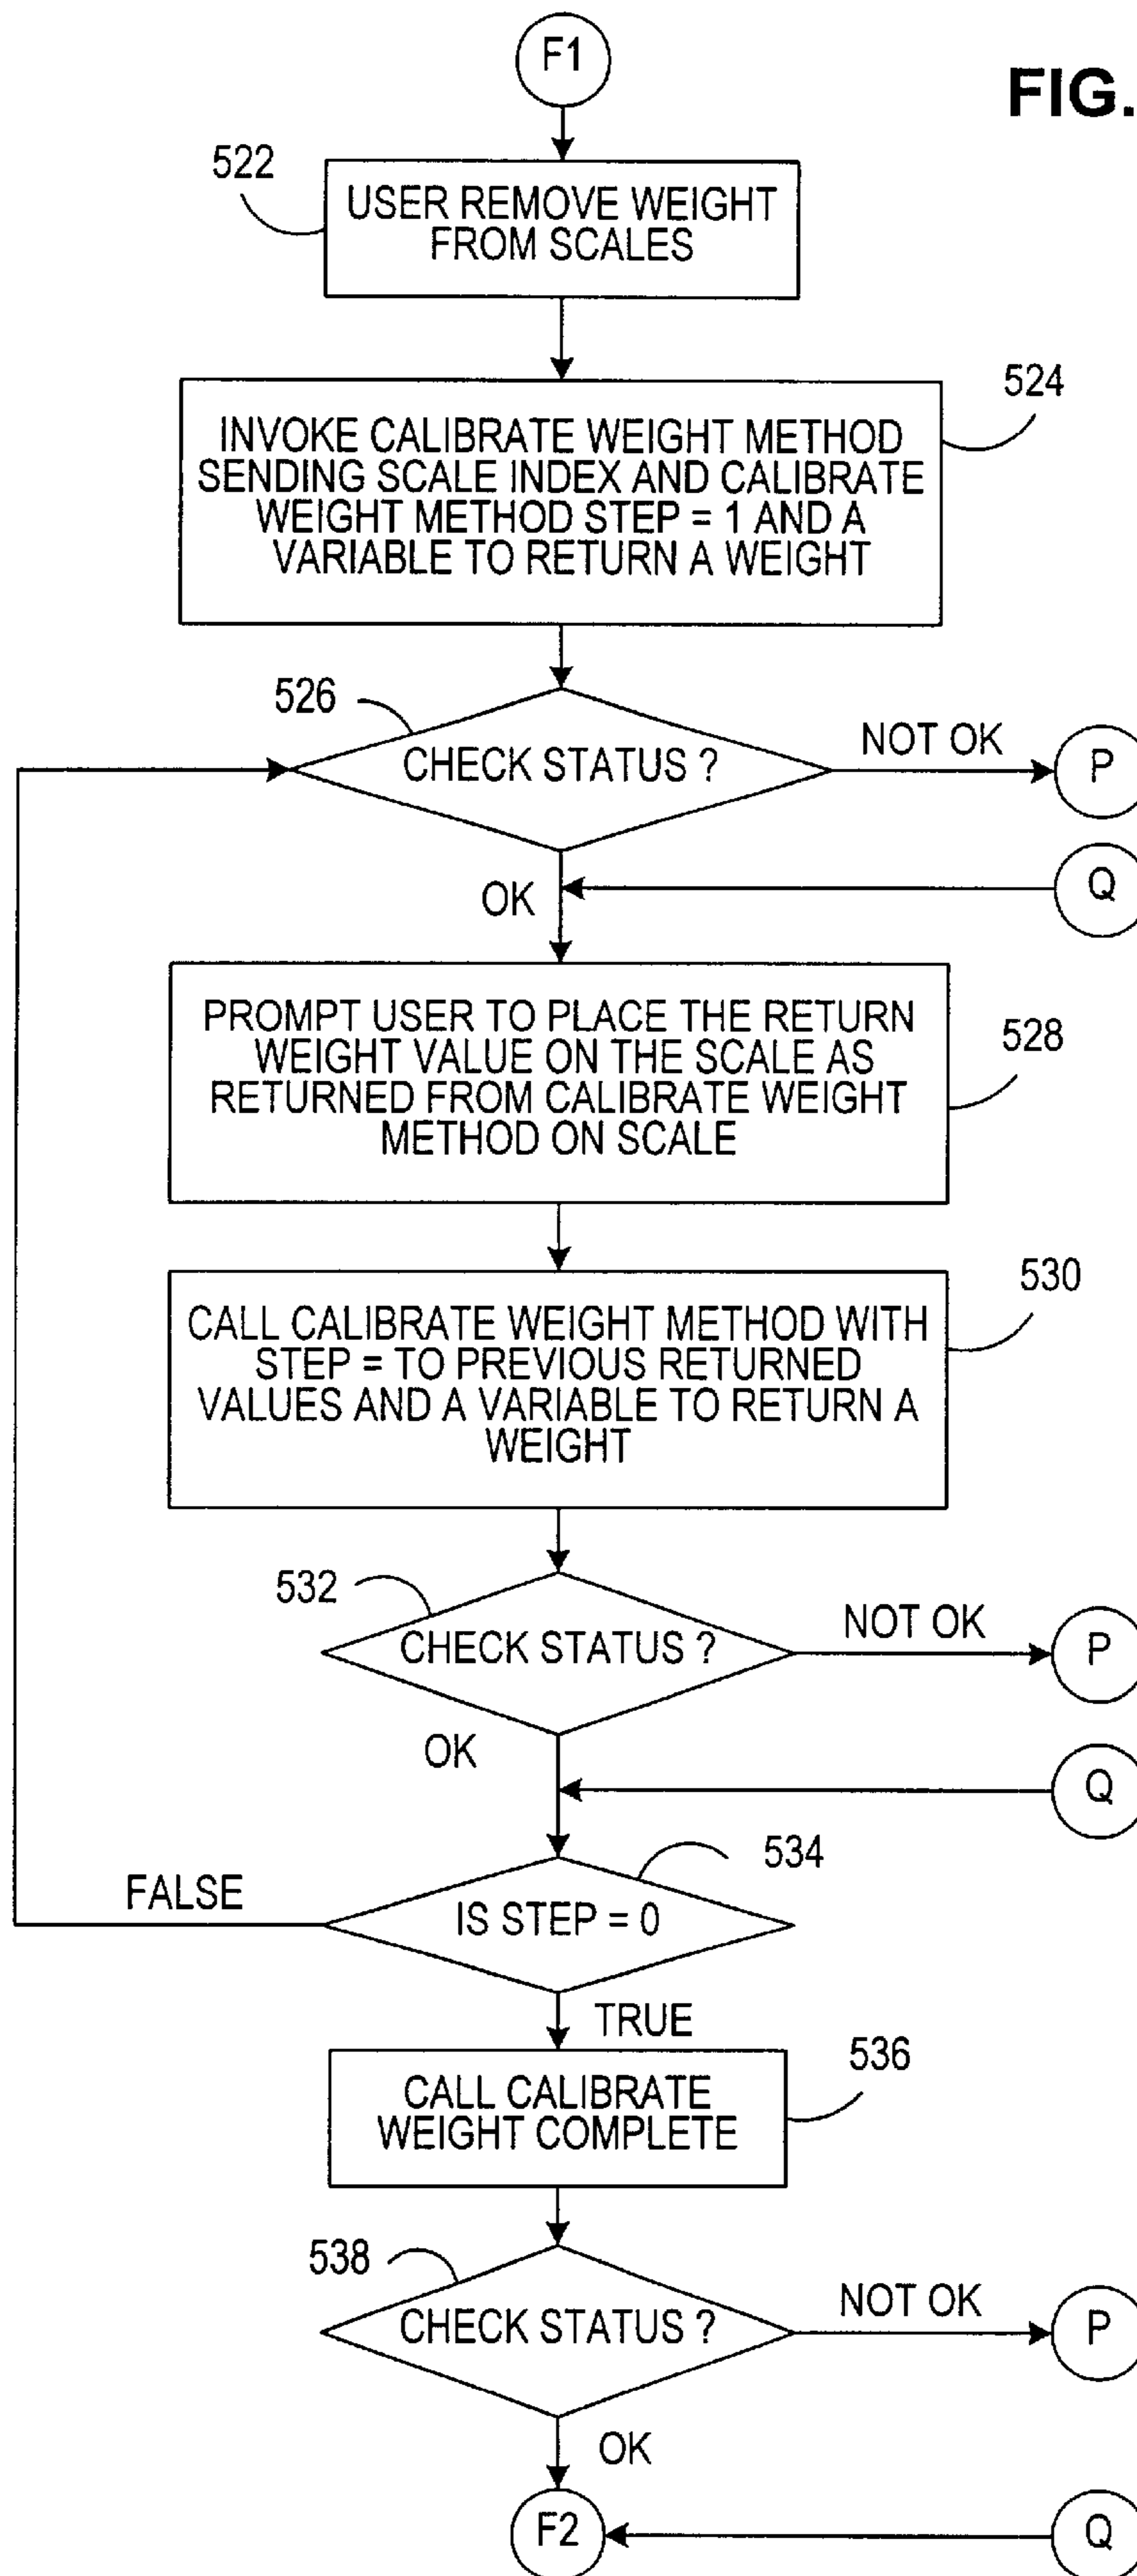 F1
FIG.
522
USER REMOVE WEIGHT
FROM SCALES
524
INVOKE CALIBRATE WEIGHT METHOD
SENDING SCALE INDEX AND CALIBRATE
WEIGHT METHOD STEP = 1 AND A
VARIABLE TO RETURN A WEIGHT
526
CHECK STATUS ?
NOT OK
P
OK
Q
PROMPT USER TO PLACE THE RETURN
WEIGHT VALUE ON THE SCALE AS
RETURNED FROM CALIBRATE WEIGHT
METHOD ON SCALE
528
530
CALL CALIBRATE WEIGHT METHOD WITH
STEP = TO PREVIOUS RETURNED
VALUES AND A VARIABLE TO RETURN A
WEIGHT
532
CHECK STATUS ?
NOT OK
P
OK
Q
534
FALSE
IS STEP = 0
TRUE
536
CALL CALIBRATE
WEIGHT COMPLETE
538
CHECK STATUS ?
NOT OK
P
OK
F2
Q